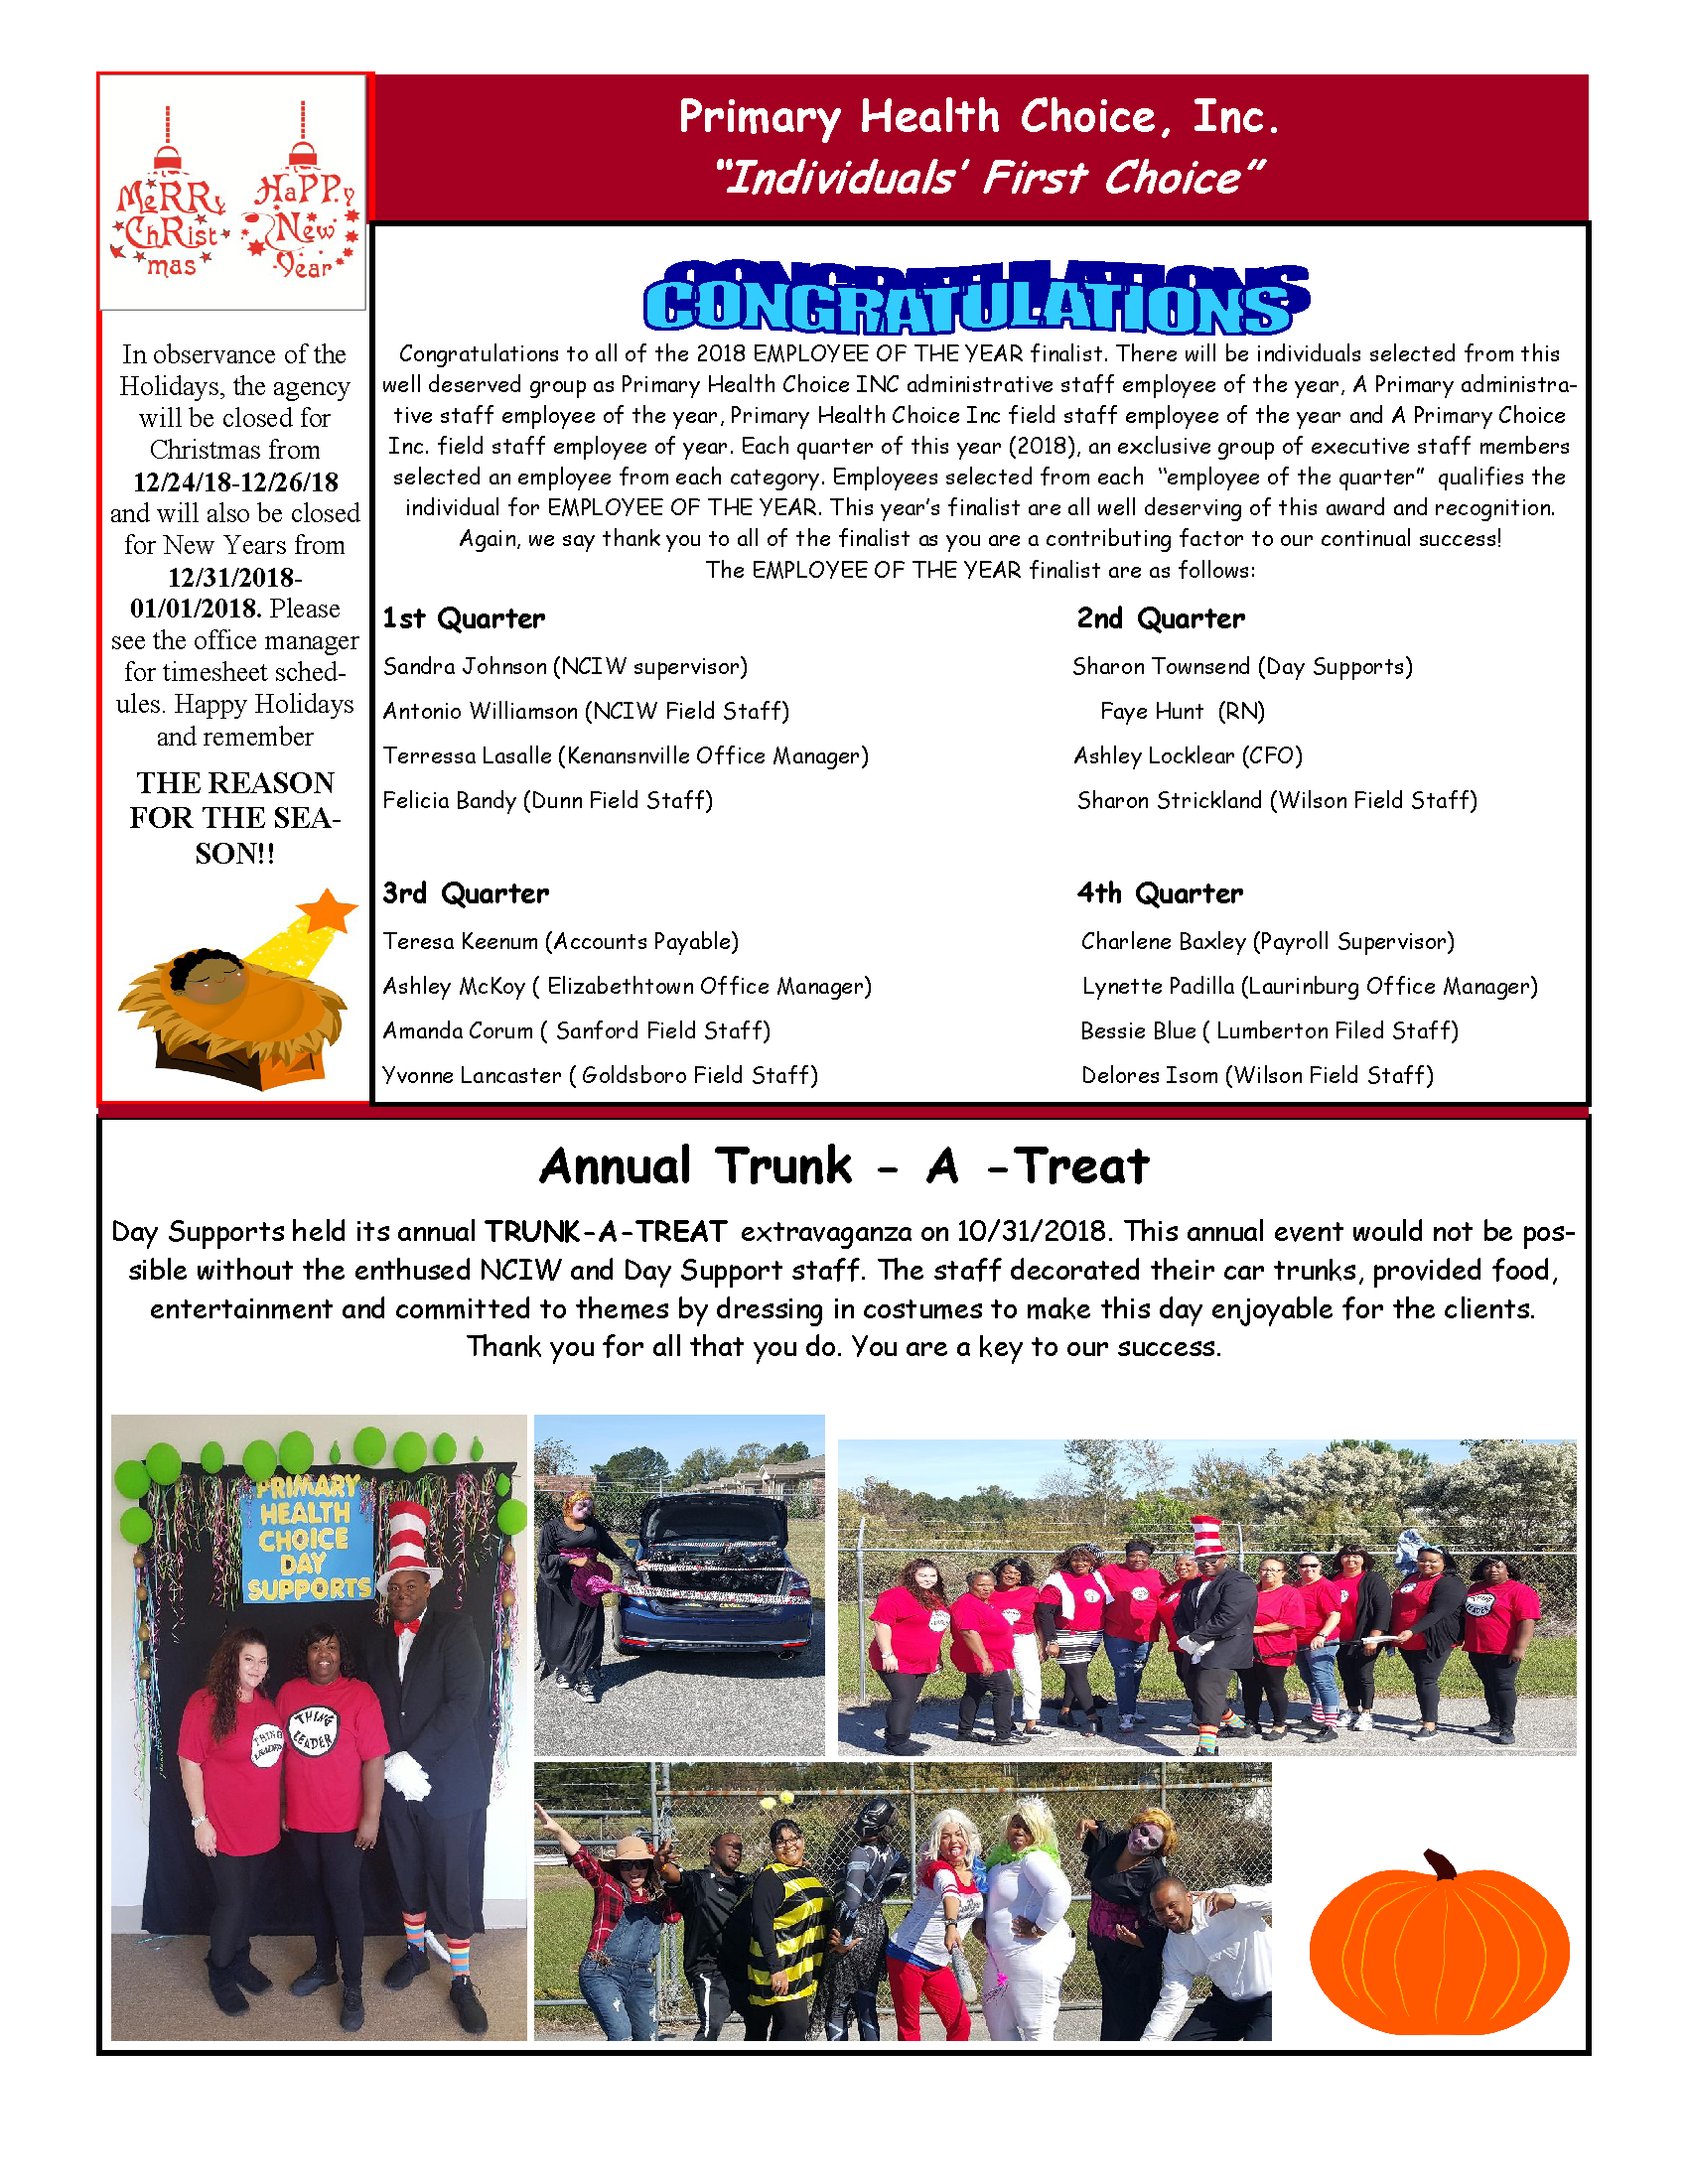 MeRRy
ChRist
mas
HaPPy
New
Year
Primary Health Choice, Inc.
“Individuals’ First Choice”
In observance of the
Holidays, the agency
will be closed for
Christmas from
12/24/18-12/26/18
and will also be closed
for New Years from
12/31/2018-
01/01/2018. Please
see the office manager
for timesheet sched-
ules. Happy Holidays
and remember
THE REASON
FOR THE SEA-
SON!!
CONGRATULATIONS
Congratulations to all of the 2018 EMPLOYEE OF THE YEAR finalist. There will be individuals selected from this
well deserved group as Primary Health Choice INC administrative staff employee of the year, A Primary administra-
tive staff employee of the year, Primary Health Choice Inc field staff employee of the year and A Primary Choice
Inc. field staff employee of year. Each quarter of this year (2018), an exclusive group of executive staff members
selected an employee from each category. Employees selected from each “employee of the quarter” qualifies the
individual for EMPLOYEE OF THE YEAR. This year’s finalist are all well deserving of this award and recognition.
Again, we say thank you to all of the finalist as you are a contributing factor to our continual success!
The EMPLOYEE OF THE YEAR finalist are as follows:
1st Quarter
Sandra Johnson (NCIW supervisor)
Antonio Williamson (NCIW Field Staff)
Terressa Lasalle (Kenansnville Office Manager)
Felicia Bandy (Dunn Field Staff)
2nd Quarter
Sharon Townsend (Day Supports)
Faye Hunt (RN)
Ashley Locklear (CFO)
Sharon Strickland (Wilson Field Staff)
3rd Quarter
Teresa Keenum (Accounts Payable)
Ashley McKoy ( Elizabethtown Office Manager)
Amanda Corum ( Sanford Field Staff)
Yvonne Lancaster ( Goldsboro Field Staff)
4th Quarter
Charlene Baxley (Payroll Supervisor)
Lynette Padilla (Laurinburg Office Manager)
Bessie Blue ( Lumberton Filed Staff)
Delores Isom (Wilson Field Staff)
Annual Trunk - A -Treat
Day Supports held its annual TRUNK-A-TREAT extravaganza on 10/31/2018. This annual event would not be pos-
sible without the enthused NCIW and Day Support staff. The staff decorated their car trunks, provided food,
entertainment and committed to themes by dressing in costumes to make this day enjoyable for the clients.
Thank you for all that you do. You are a key to our success.
PRIMARY
HEALTH
CHOICE
DAY
SUPPORTS
THING
LEADER
THING
LEADER